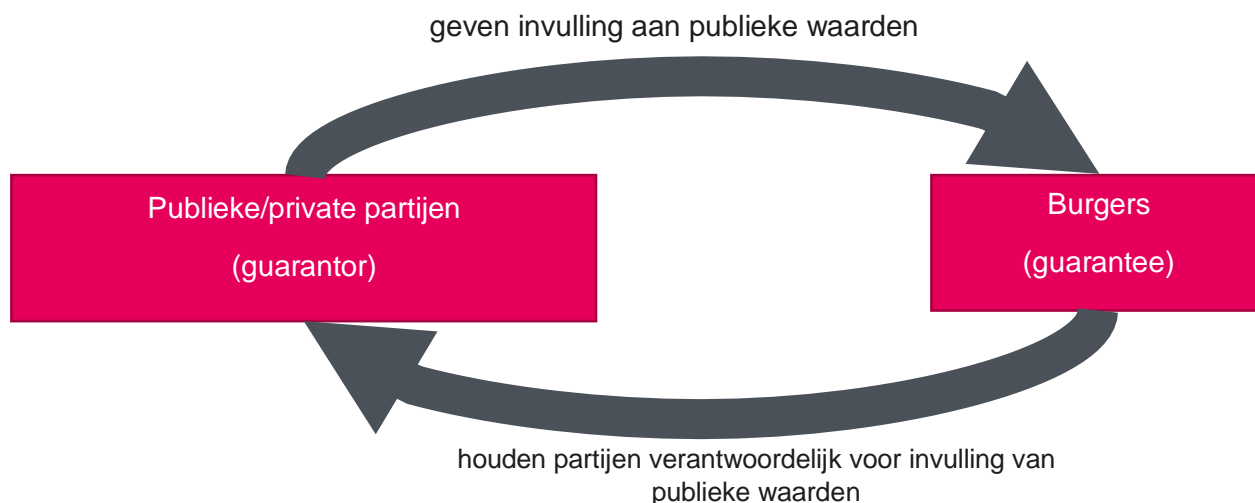 geven invulling aan publieke waarden
Publieke/private partijen
(guarantor)
Burgers
(guarantee)
houden partijen verantwoordelijk voor invulling van
publieke waarden